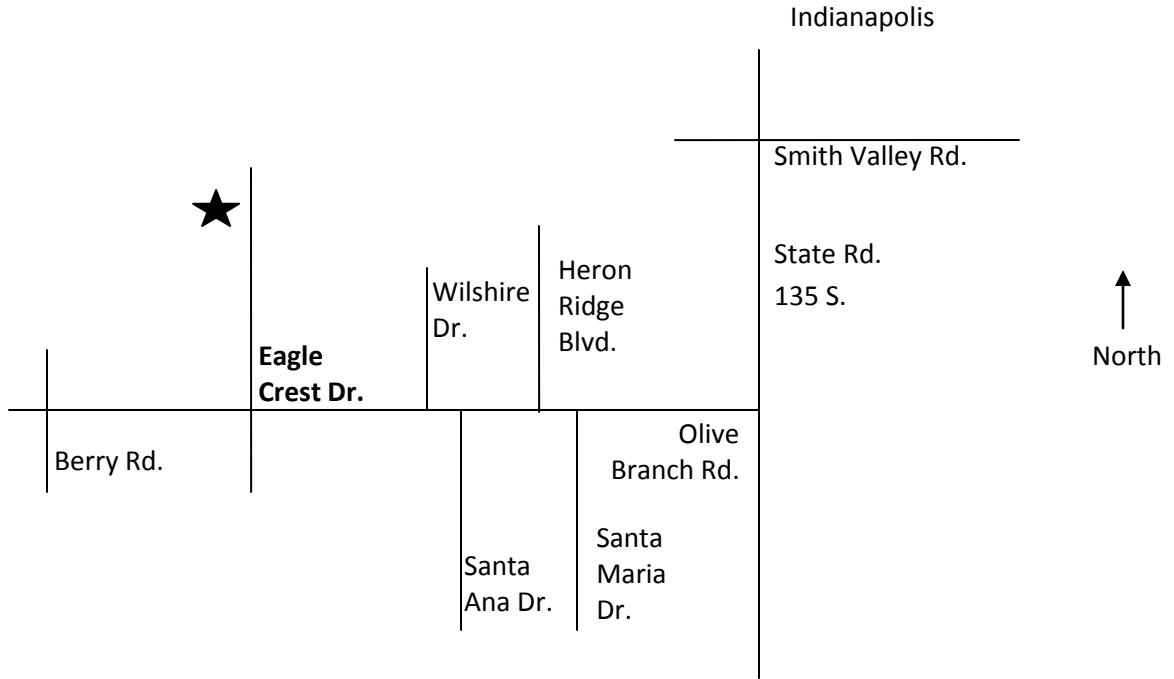 Indianapolis
Smith Valley Rd.
State Rd.
135 S.
Heron
Ridge
Blvd.
Wilshire
Dr.
North
Eagle
Crest Dr.
Olive
Branch Rd.
Berry Rd.
Santa
Maria
Dr.
Santa
Ana Dr.